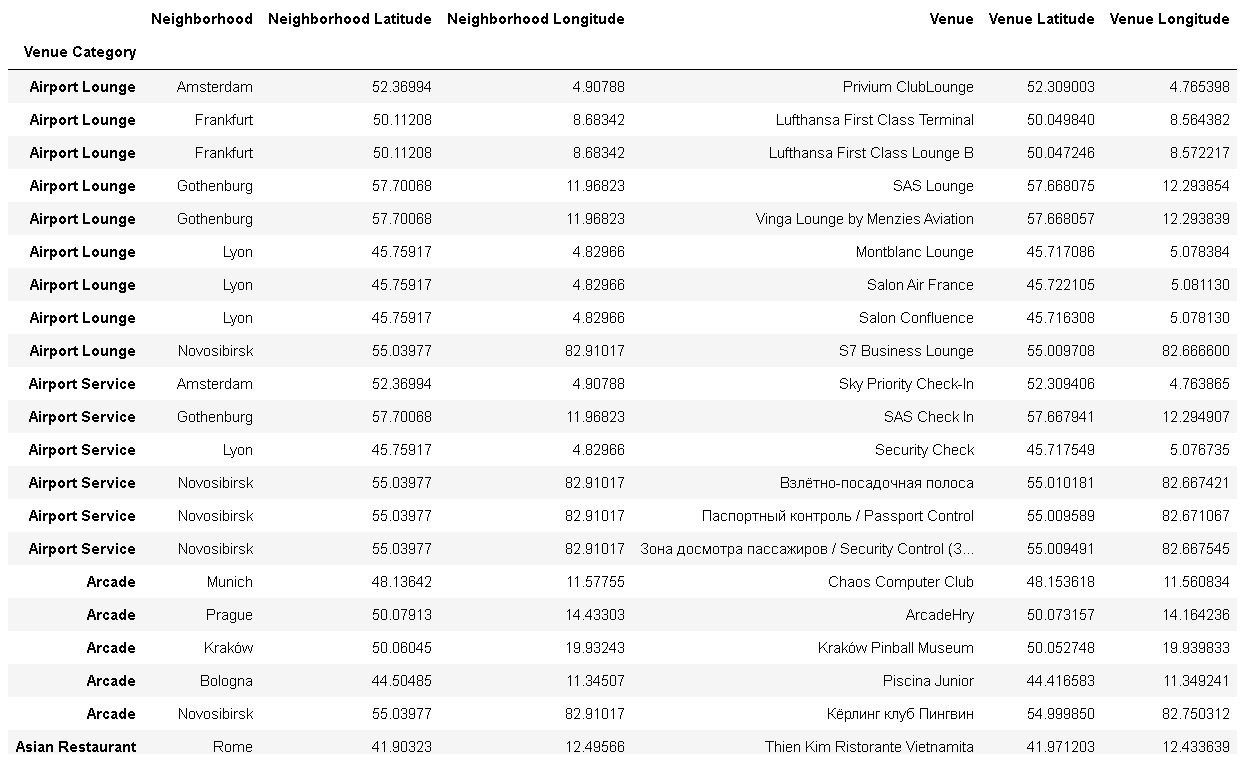 Neighborhood Neighborhood Latitude Neighborhood Longitude Venue Venue Latitude Venue Longitude
Venue Category
Airport Lounge Amsterdam 52.36994 4.90788 Privium ClubLounge 52.309003 4.765398
Airport Lounge Frankfurt 50.11208 8.68342 Lufthansa First Class Terminal 50.049840 8.564382
Airport Lounge Frankfurt 50.11208 8.68342 Lufthansa First Class Lounge B 50.047246 8.572217
Airport Lounge Gothenburg 57.70068 11.96823 SAS Lounge 57.668075 12.293854
Airport Lounge Gothenburg 57.70068 11.96823 Vinga Lounge by Menzies Aviation 57.668057 12.293839
Airport Lounge Lyon 45.75917 4.82966 Montblanc Lounge 45.717086 5.078384
Airport Lounge Lyon 45.75917 4.82966 Salon Air France 45.722105 5.081130
Airport Lounge Lyon 45.75917 4.82966 Salon Confluence 45.716308 5.078130
Airport Lounge Novosibirsk 55.03977 82.91017 S7 Business Lounge 55.009708 82.666600
Airport Service Amsterdam 52.36994 4.90788 Sky Priority Check-In 52.309406 4.763865
Airport Service Gothenburg 57.70068 11.96823 SAS Check In 57.667941 12.294907
Airport Service Lyon 45.75917 4.82966 Security Check 45.717549 5.076735
Airport Service Novosibirsk 55.03977 82.91017 Взлётно-посадочная полоса 55.010181 82.667421
Airport Service Novosibirsk 55.03977 82.91017 Паспортный контроль / Passport Control 55.009589 82.671067
Airport Service Novosibirsk 55.03977 82.91017 Зона досмотра пассажиров / Security Control (З... 55.009491 82.667545
Arcade Munich 48.13642 11.57755 Chaos Computer Club 48.153618 11.560834
Arcade Prague 50.07913 14.43303 ArcadeHry 50.073157 14.164236
Arcade Kraków 50.06045 19.93243 Kraków Pinball Museum 50.052748 19.939833
Arcade Bologna 44.50485 11.34507 Piscina Junior 44.416583 11.349241
Arcade Novosibirsk 55.03977 82.91017 Кёрлинг клуб Пингвин 54.999850 82.750312
Asian Restaurant Rome 41.90323 12.49566 Thien Kim Ristorante Vietnamita 41.971203 12.433639